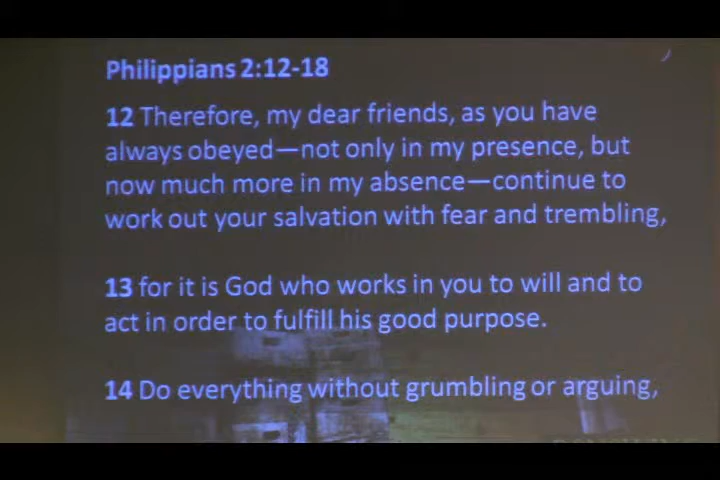 Philippians 2:12-18
12 Therefore, my dear friends, as you have
always obeyed—not only in my presence, but
now much more in my absence—continue to
work out your salvation with fear and trembling,
13 for it is God who works in you to will and to
act in order to fulfill his good purpose.
14 Do everything without grumbling or arguing,